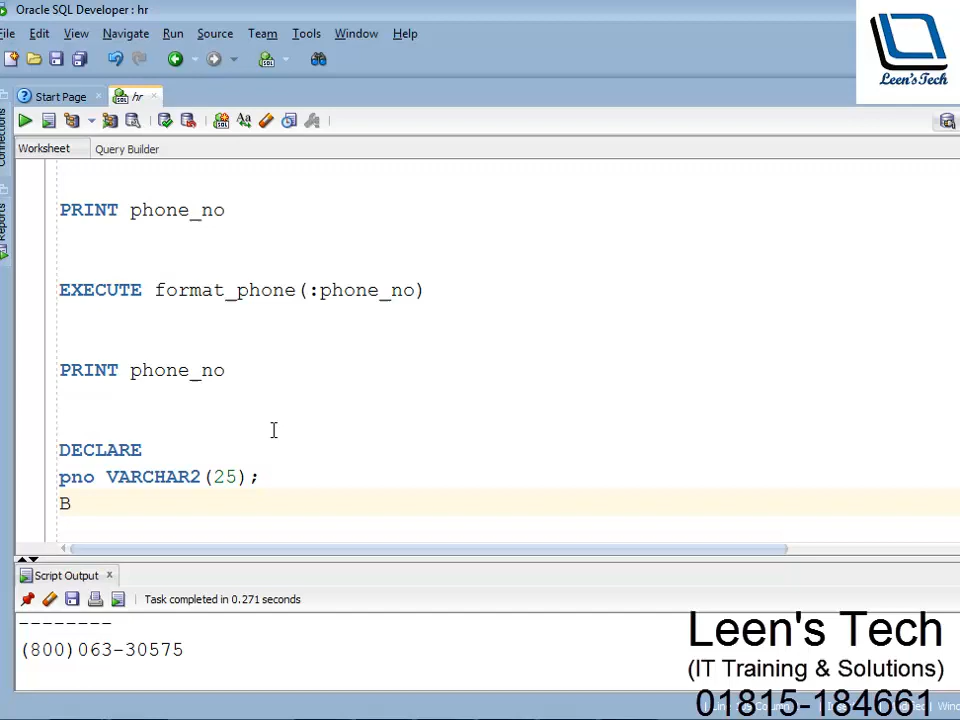 Oracle SQL Developer : hr
File Edit View Navigate Run Source Team Tools Window Help
Leen's Tech
Start Page hr
Connections
Reports
Worksheet Query Builder
PRINT phone_no
EXECUTE format_phone(:phone_no)
PRINT phone_no
DECLARE
pno VARCHAR2(25);
B
Script Output
Task completed in 0.271 seconds
--------
(800)063-30575
Leen's Tech
(IT Training & Solutions)
01815-184661